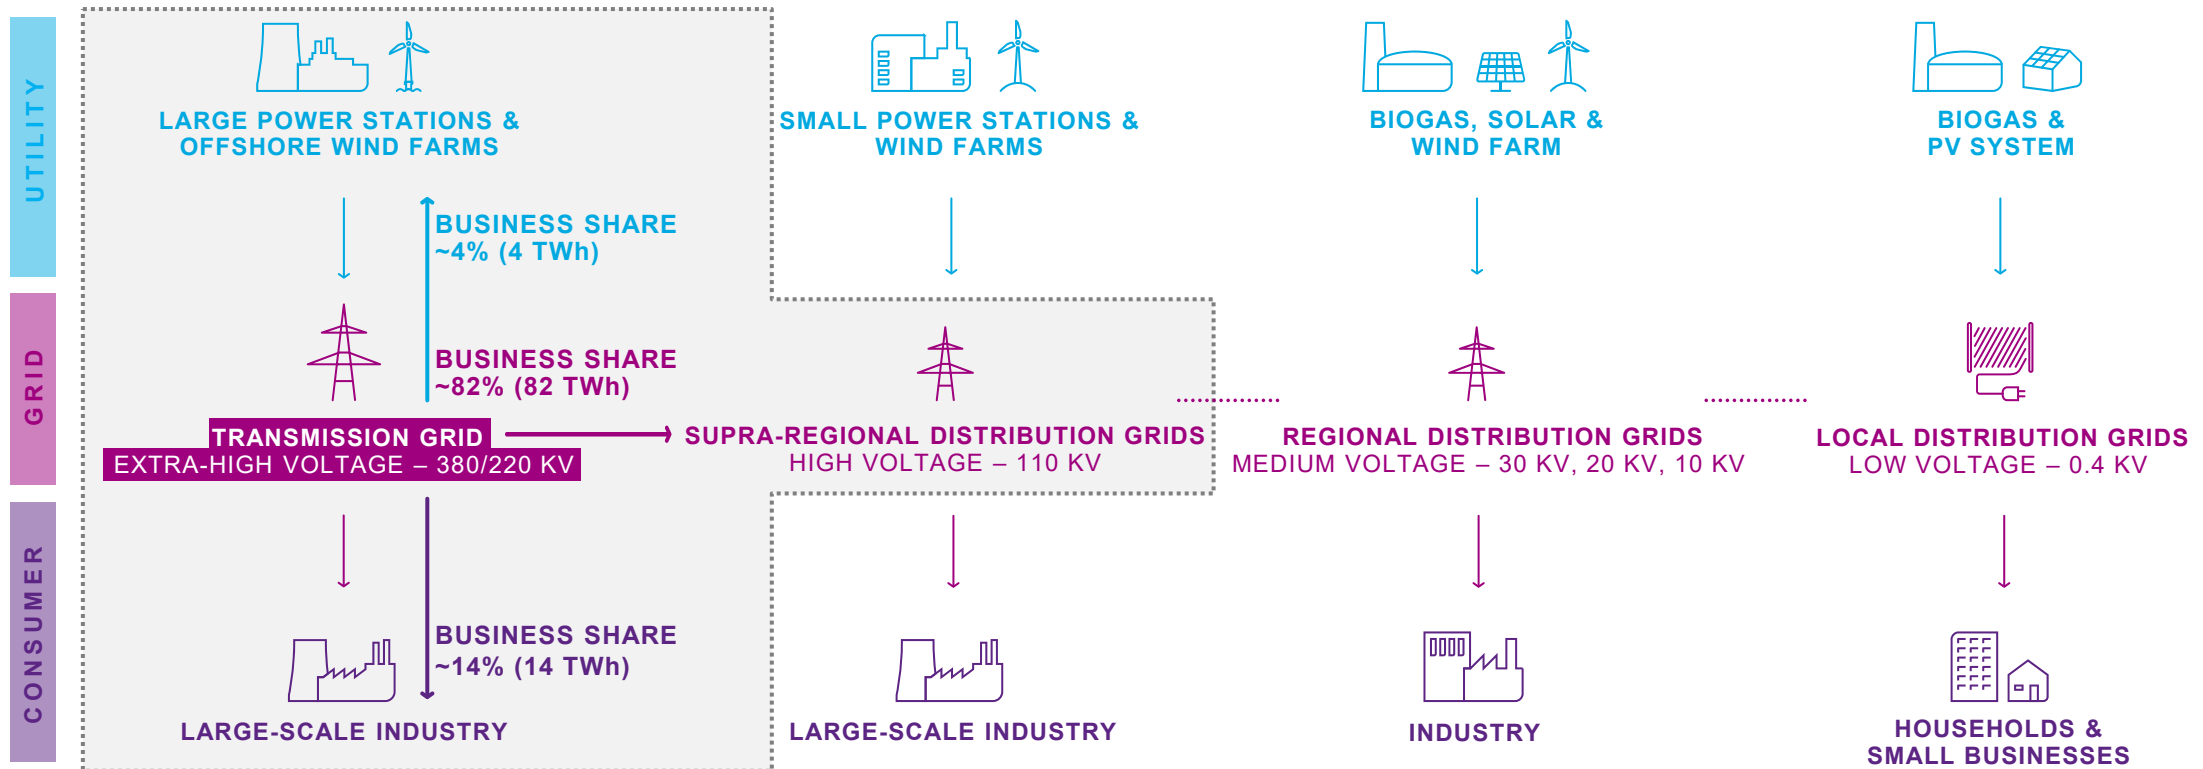 UTILITY
LARGE POWER STATIONS &
OFFSHORE WIND FARMS
SMALL POWER STATIONS &
WIND FARMS
BIOGAS, SOLAR &
WIND FARM
BIOGAS &
PV SYSTEM
BUSINESS SHARE
~4% (4 TWh)
GRID
BUSINESS SHARE
~82% (82 TWh)
TRANSMISSION GRID
EXTRA-HIGH VOLTAGE – 380/220 KV
SUPRA-REGIONAL DISTRIBUTION GRIDS
HIGH VOLTAGE – 110 KV
REGIONAL DISTRIBUTION GRIDS
MEDIUM VOLTAGE – 30 KV, 20 KV, 10 KV
LOCAL DISTRIBUTION GRIDS
LOW VOLTAGE – 0.4 KV
CONSUMER
BUSINESS SHARE
~14% (14 TWh)
LARGE-SCALE INDUSTRY
LARGE-SCALE INDUSTRY
INDUSTRY
HOUSEHOLDS &
SMALL BUSINESSES